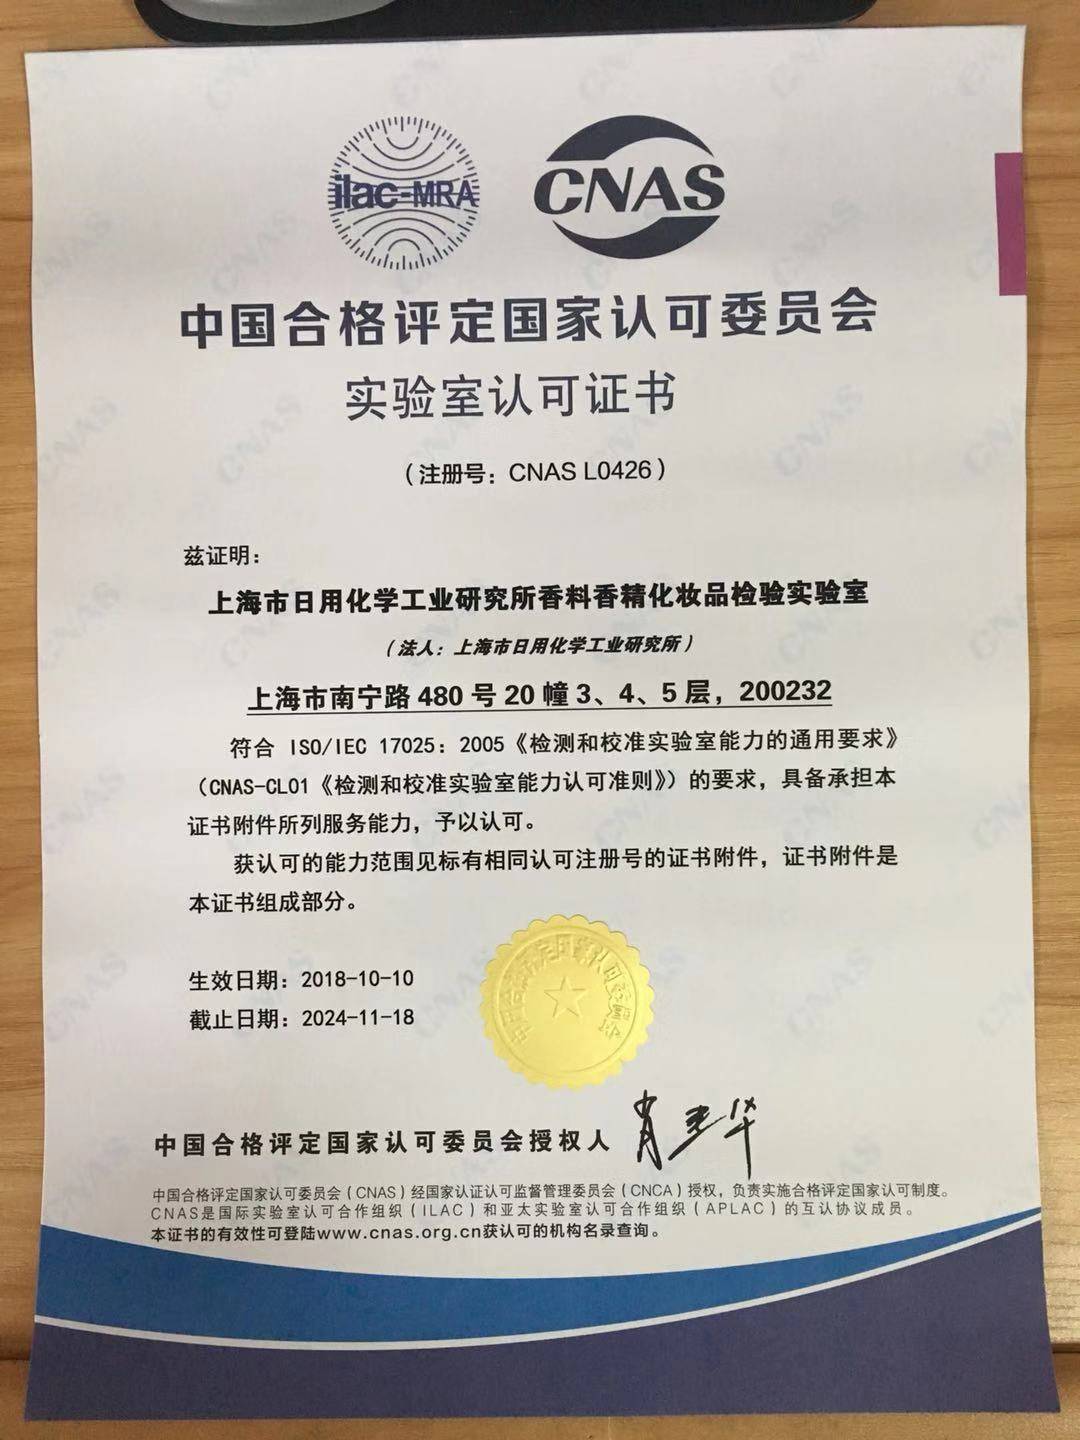 ilac-MRA
CNAS
中国合格评定国家认可委员会
实验室认可证书
（注册号：CNAS L0426）
兹证明：
上海市日用化学工业研究所香料香精化妆品检验实验室
（法人：上海市日用化学工业研究所）
上海市南宁路 480 号 20 幢 3、4、5 层，200232
符合 ISO/IEC 17025：2005《检测和校准实验室能力的通用要求》
（CNAS-CL01《检测和校准实验室能力认可准则》）的要求，具备承担本
证书附件所列服务能力，予以认可。
获认可的能力范围见标有相同认可注册号的证书附件，证书附件是
本证书组成部分。
生效日期：2018-10-10
截止日期：2024-11-18
中国合格评定国家认可委员会
中国合格评定国家认可委员会授权人
中国合格评定国家认可委员会（CNAS）经国家认证认可监督管理委员会（CNCA）授权，负责实施合格评定国家认可制度。
CNAS是国际实验室认可合作组织（ILAC）和亚太实验室认可合作组织（APLAC）的互认协议成员。
本证书的有效性可登陆www.cnas.org.cn获认可的机构名录查询。